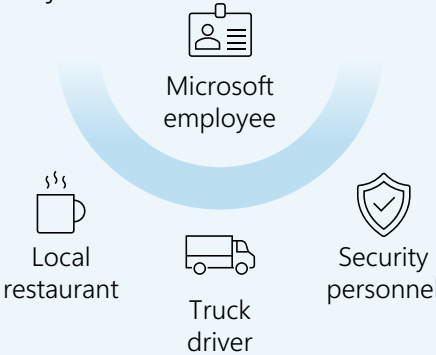 Microsoft
employee
Local
restaurant
Truck
driver
Security
personnel